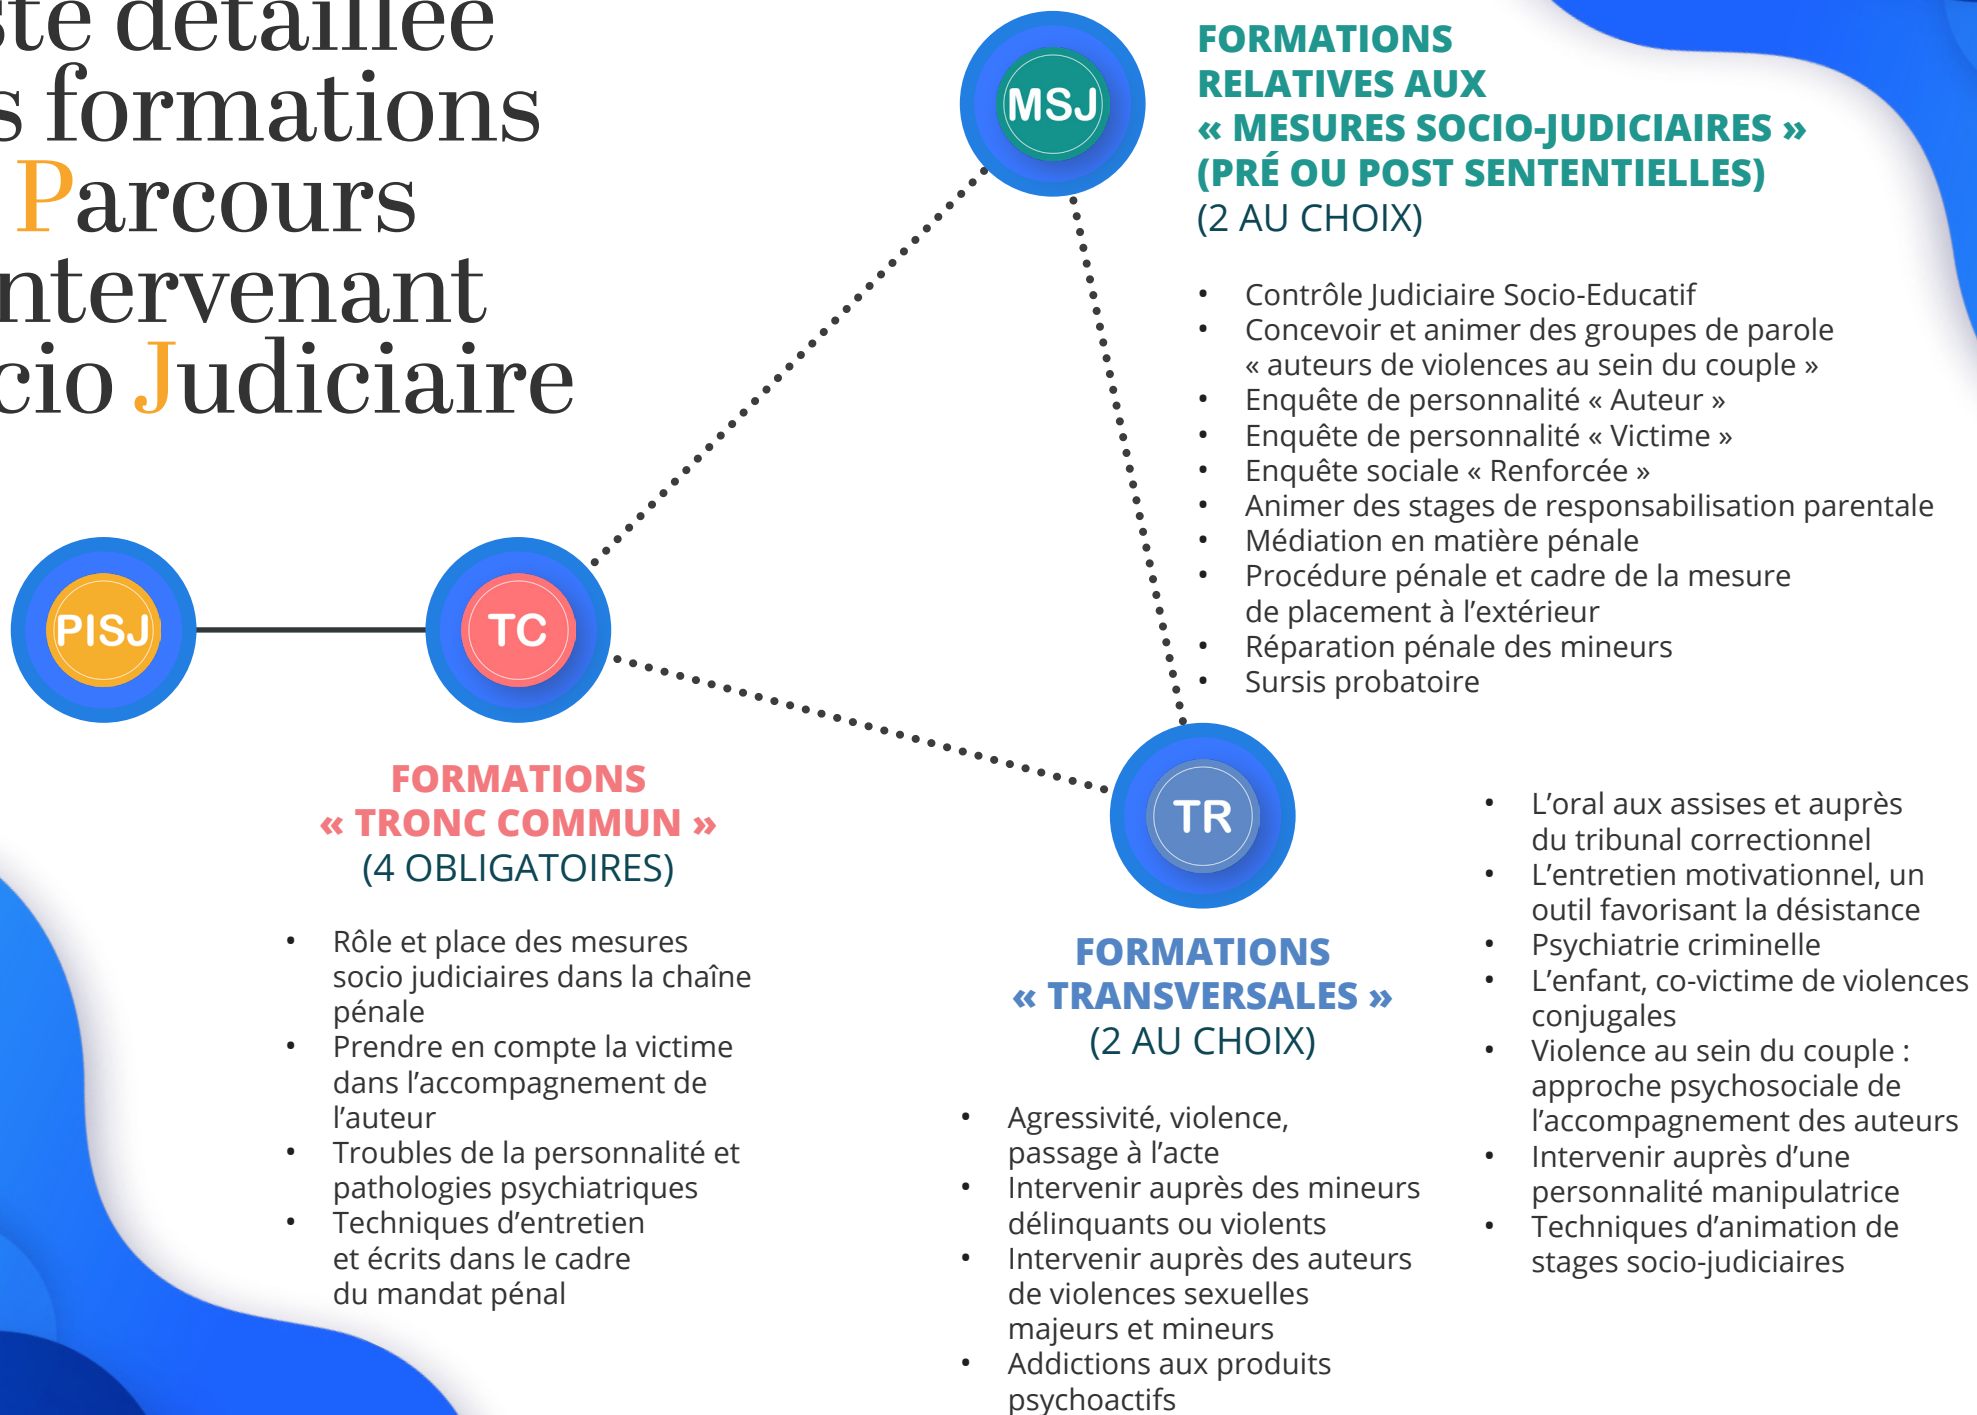 ste détaillée
s formations
Parcours
ntervenant
cio Judiciaire
MSJ
FORMATIONS
RELATIVES AUX
« MESURES SOCIO-JUDICIAIRES »
(PRÉ OU POST SENTENTIELLES)
(2 AU CHOIX)
• Contrôle Judiciaire Socio-Educatif
• Concevoir et animer des groupes de parole
« auteurs de violences au sein du couple »
• Enquête de personnalité « Auteur »
• Enquête de personnalité « Victime »
• Enquête sociale « Renforcée »
• Animer des stages de responsabilisation parentale
• Médiation en matière pénale
• Procédure pénale et cadre de la mesure
de placement à l’extérieur
• Réparation pénale des mineurs
• Sursis probatoire
PISJ
TC
FORMATIONS
« TRONC COMMUN »
(4 OBLIGATOIRES)
• Rôle et place des mesures
socio judiciaires dans la chaîne
pénale
• Prendre en compte la victime
dans l’accompagnement de
l’auteur
• Troubles de la personnalité et
pathologies psychiatriques
• Techniques d’entretien
et écrits dans le cadre
du mandat pénal
TR
FORMATIONS
« TRANSVERSALES »
(2 AU CHOIX)
• Agressivité, violence,
passage à l’acte
• Intervenir auprès des mineurs
délinquants ou violents
• Intervenir auprès des auteurs
de violences sexuelles
majeurs et mineurs
• Addictions aux produits
psychoactifs
• L’oral aux assises et auprès
du tribunal correctionnel
• L’entretien motivationnel, un
outil favorisant la désistance
• Psychiatrie criminelle
• L’enfant, co-victime de violences
conjugales
• Violence au sein du couple :
approche psychosociale de
l’accompagnement des auteurs
• Intervenir auprès d’une
personnalité manipulatrice
• Techniques d’animation de
stages socio-judiciaires